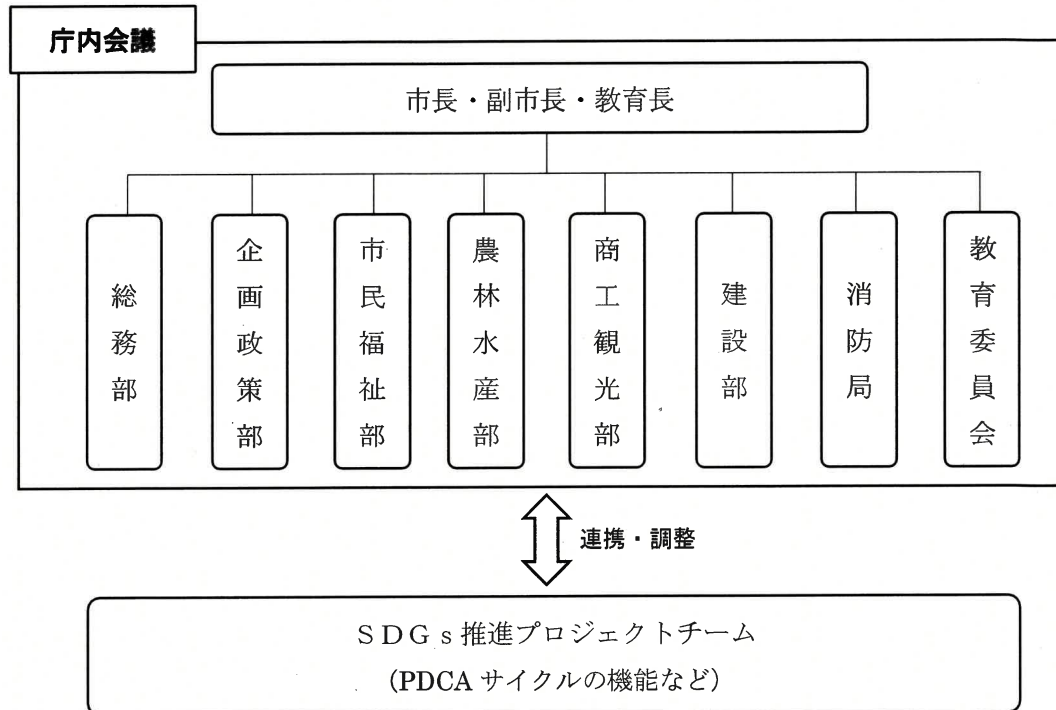 庁内会議
市長・副市長・教育長
総務部
企画政策部
市民福祉部
農林水産部
商工観光部
建設部
消防局
教育委員会
連携・調整
ＳＤＧｓ推進プロジェクトチーム
(PDCAサイクルの機能など)